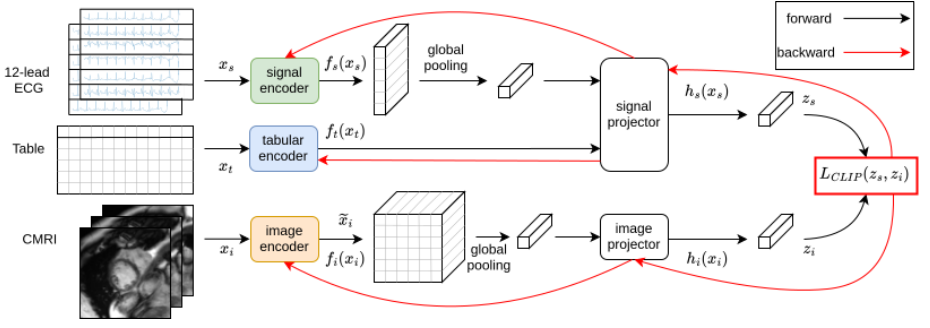 forward
backward
12-lead
ECG
x_s
signal
encoder
f_s(x_s)
global
pooling
signal
projector
h_s(x_s)
z_s
Table
x_t
tabular
encoder
f_t(x_t)
L_{CLIP}(z_s, z_i)
CMRI
x_i
image
encoder
x̃_i
f_i(x_i)
global
pooling
image
projector
h_i(x_i)
z_i